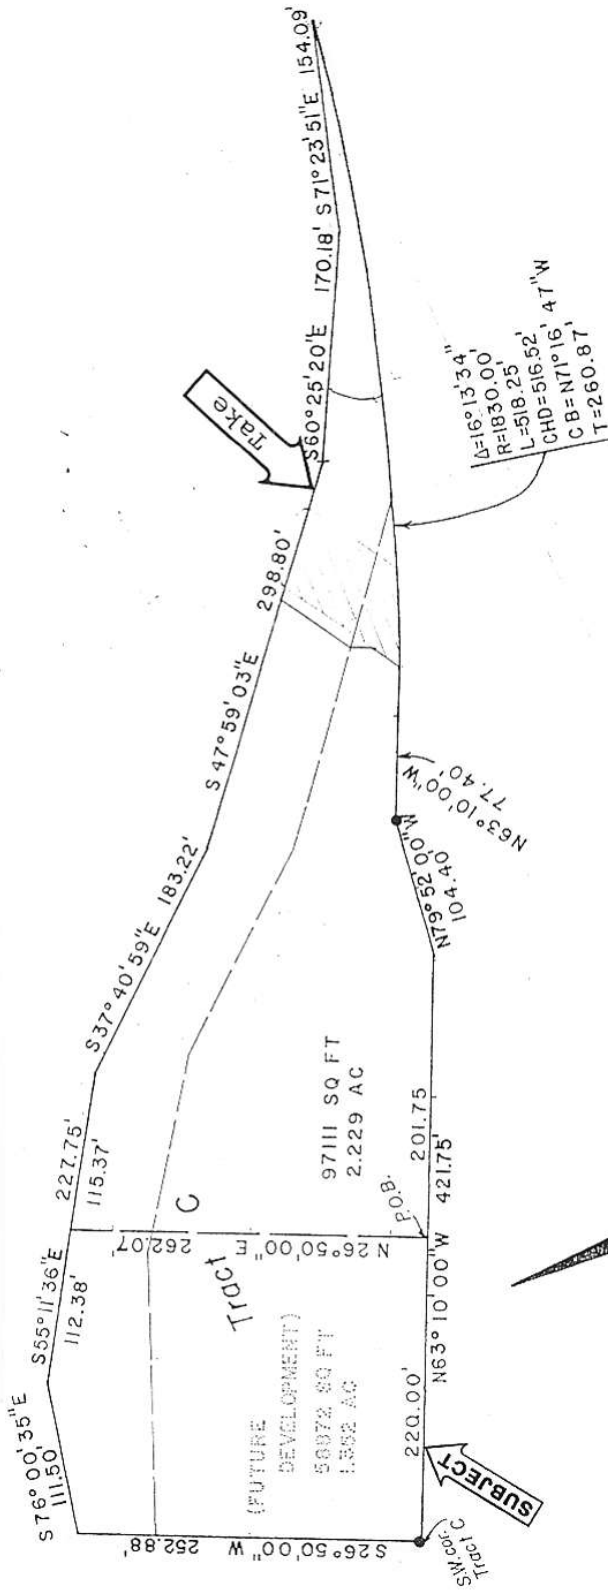 S 76° 00' 35" E
111.50'
S55° 11' 36" E
227.75'
112.38'
115.37'
S 37° 40' 59" E 183.22'
S 47° 59' 03" E
298.80'
Take
S60° 25' 20" E
170.18'
S 71° 23' 51" E 154.09'
S 26° 50' 00" W
252.88'
N 26° 50' 00" E
262.07'
Tract C
(FUTURE
DEVELOPMENT)
58872 SQ FT
1.352 AC
97111 SQ FT
2.229 AC
P.O.B.
S.W. cor.
Tract C
SUBJECT
220.00'
201.75
N63° 10' 00" W
421.75'
N79° 52' 00" W
104.40'
N63° 10' 00" W
77.40'
Δ=16° 13' 34"
R=1830.00'
L=518.25'
CHD=516.52'
CB=N71° 16' 47" W
T=260.87'